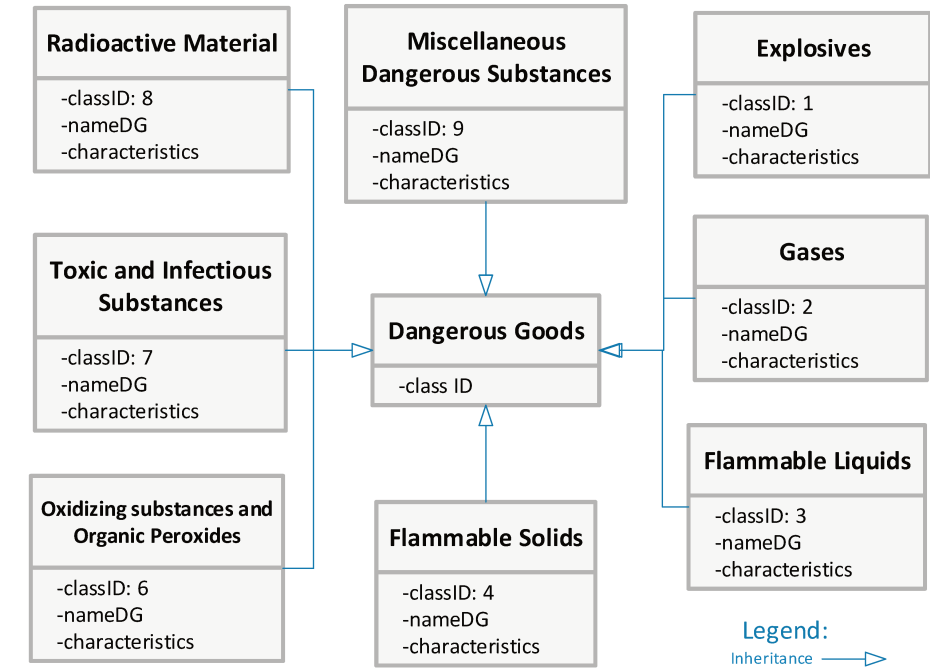 Radioactive Material
-classID: 8
-nameDG
-characteristics
Miscellaneous
Dangerous Substances
-classID: 9
-nameDG
-characteristics
Explosives
-classID: 1
-nameDG
-characteristics
Toxic and Infectious
Substances
-classID: 7
-nameDG
-characteristics
Dangerous Goods
-class ID
Gases
-classID: 2
-nameDG
-characteristics
Oxidizing substances and
Organic Peroxides
-classID: 6
-nameDG
-characteristics
Flammable Solids
-classID: 4
-nameDG
-characteristics
Flammable Liquids
-classID: 3
-nameDG
-characteristics
Legend:
Inheritance